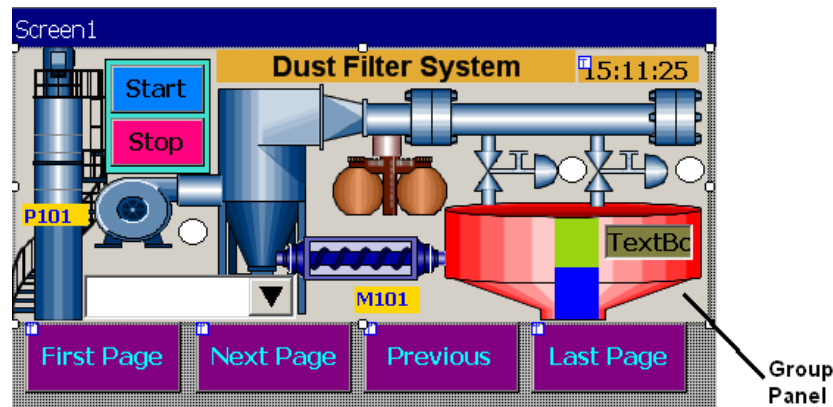 Screen1
Dust Filter System
15:11:25
Start
Stop
P101
TextBo
M101
First Page
Next Page
Previous
Last Page
Group
Panel